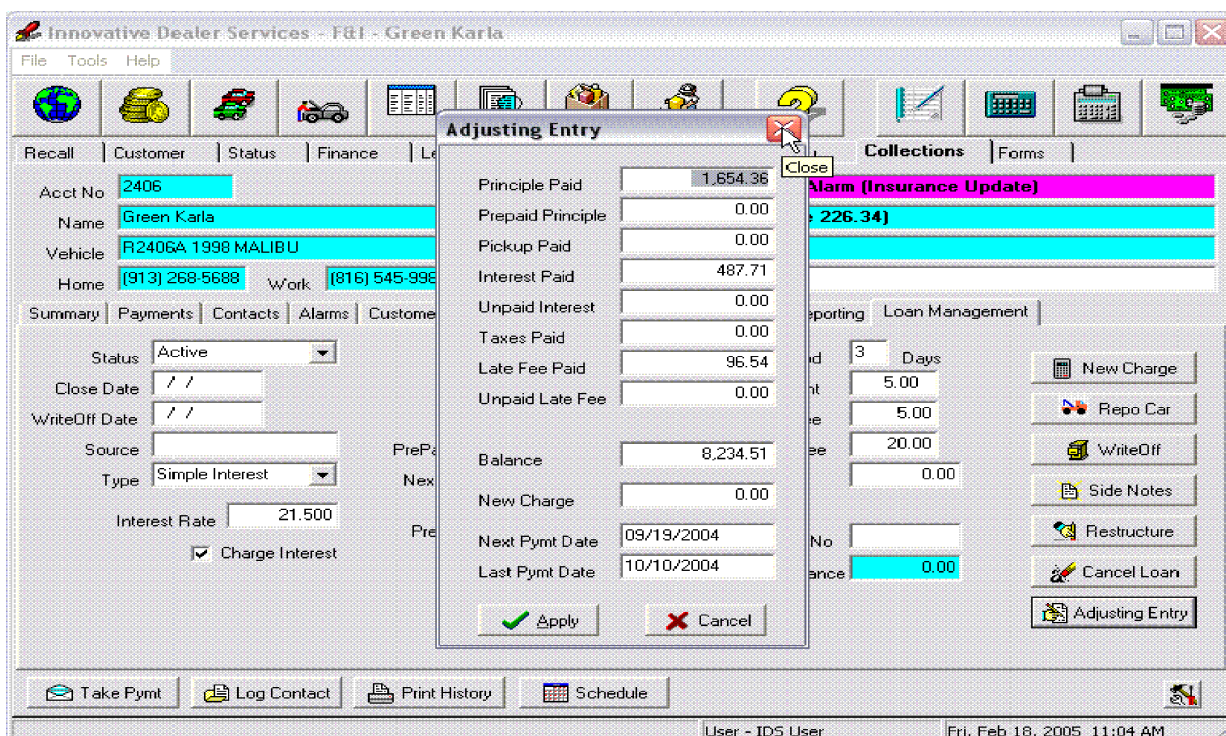 Innovative Dealer Services - F&I - Green Karla
File Tools Help
Recall Customer Status Finance Le Collections Forms
Adjusting Entry
Close
Acct No 2406
Alarm (Insurance Update)
Name Green Karla
226.34)
Vehicle R2406A 1998 MALIBU
Home (913) 268-5688 Work (816) 545-998
Summary Payments Contacts Alarms Custome
eporting Loan Management
Status Active
Close Date / /
WriteOff Date / /
Source
Type Simple Interest
Interest Rate 21.500
Charge Interest
PrePa
Nex
Pre
Principle Paid 1,654.36
Prepaid Principle 0.00
Pickup Paid 0.00
Interest Paid 487.71
Unpaid Interest 0.00
Taxes Paid 0.00
Late Fee Paid 96.54
Unpaid Late Fee 0.00
Balance 8,234.51
New Charge 0.00
Next Pymt Date 09/19/2004
Last Pymt Date 10/10/2004
Apply Cancel
d 3 Days
nt 5.00
ee 5.00
ee 20.00
0.00
No
ance 0.00
New Charge
Repo Car
WriteOff
Side Notes
Restructure
Cancel Loan
Adjusting Entry
Take Pymt Log Contact Print History Schedule
User - IDS User Fri, Feb 18, 2005 11:04 AM